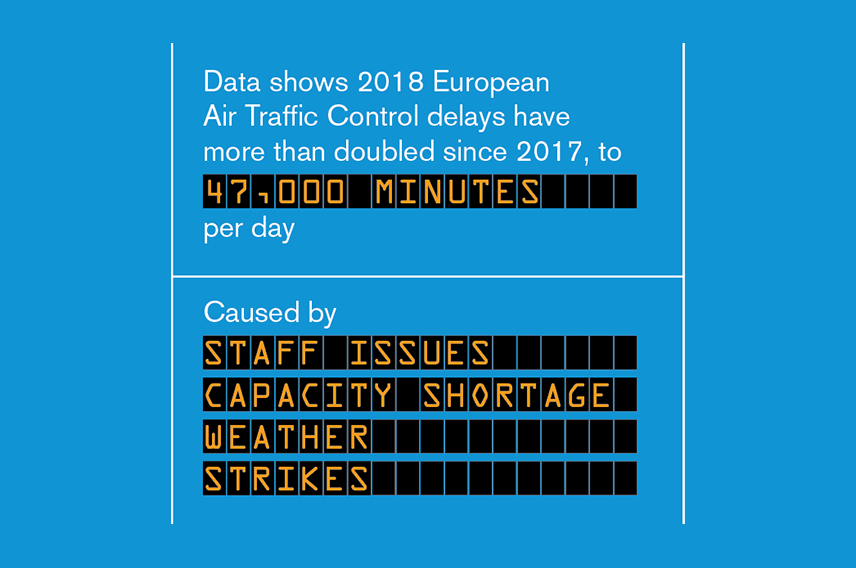 Data shows 2018 European
Air Traffic Control delays have
more than doubled since 2017, to
47,000 MINUTES
per day
Caused by
STAFF ISSUES
CAPACITY SHORTAGE
WEATHER
STRIKES